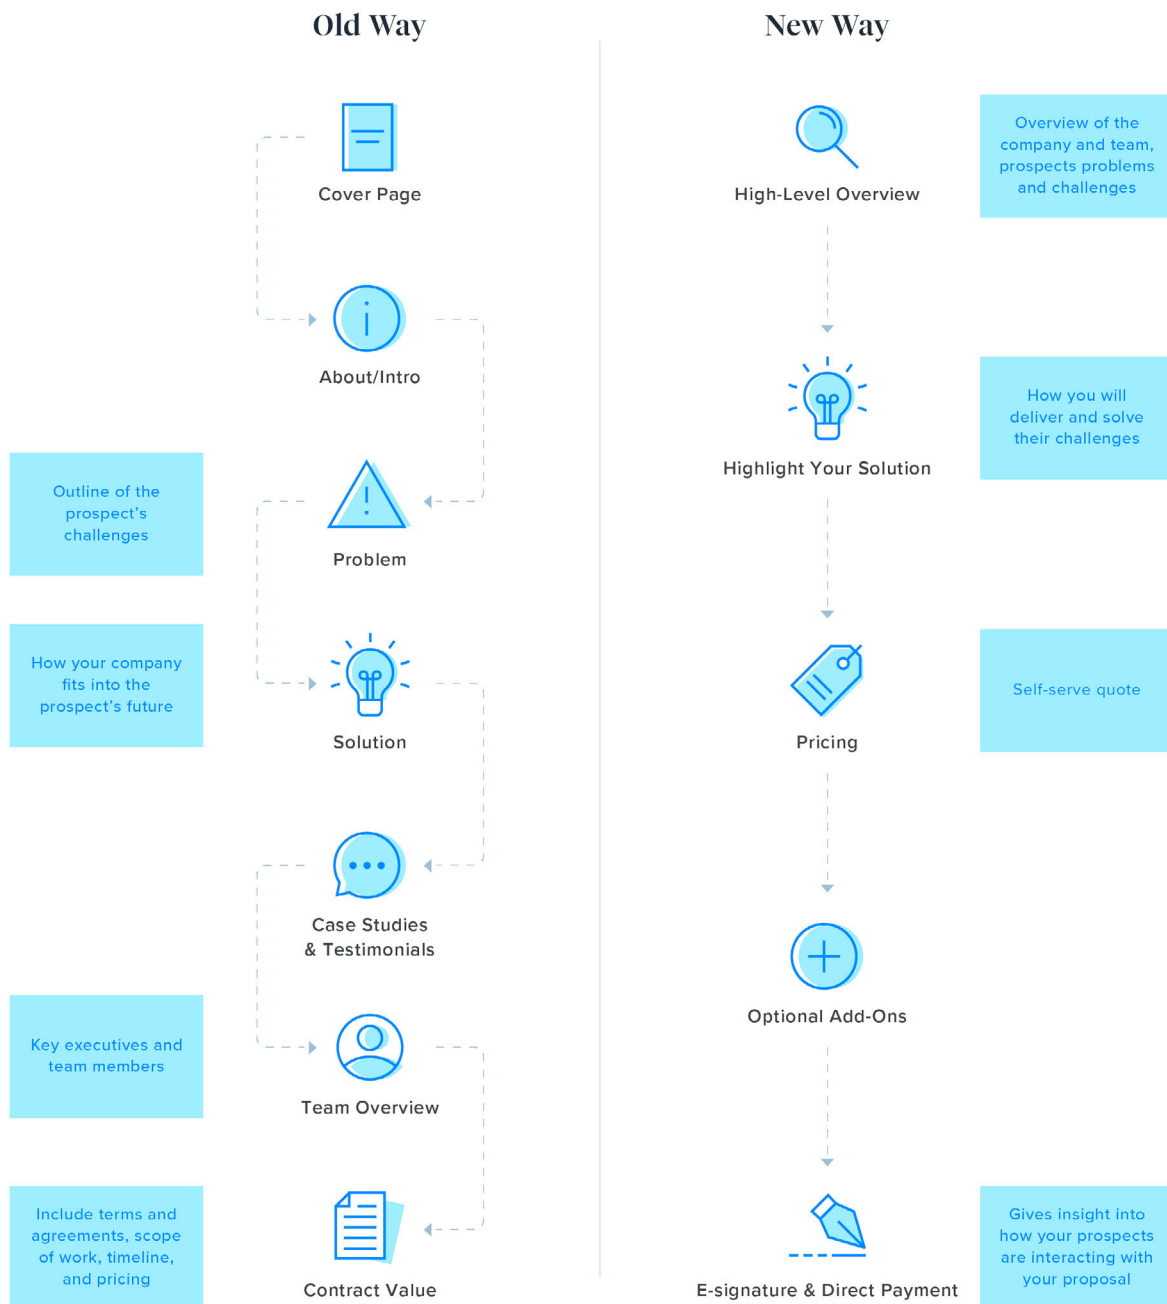 Old Way
Cover Page
About/Intro
Outline of the
prospect's
challenges
Problem
How your company
fits into the
prospect's future
Solution
Case Studies
& Testimonials
Key executives and
team members
Team Overview
Include terms and
agreements, scope
of work, timeline,
and pricing
Contract Value
New Way
Overview of the
company and team,
prospects problems
and challenges
High-Level Overview
How you will
deliver and solve
their challenges
Highlight Your Solution
Self-serve quote
Pricing
Optional Add-Ons
Gives insight into
how your prospects
are interacting with
your proposal
E-signature & Direct Payment